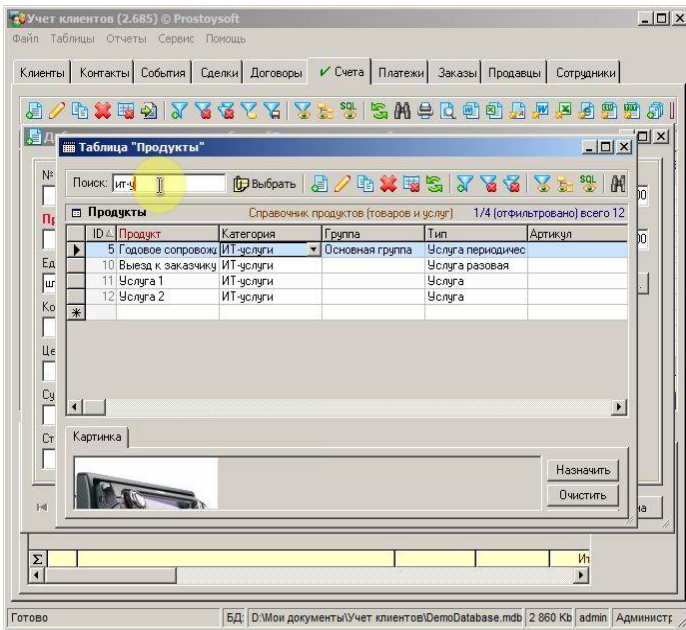 Учет клиентов (2.685) © Prostoysoft
Файл Таблицы Отчеты Сервис Помощь
Клиенты Контакты События Сделки Договоры Счета Платежи Заказы Продавцы Сотрудники
SQL
Таблица "Продукты"
№
Поиск: ит-у Выбрать SQL
Продукты Справочник продуктов (товаров и услуг) 1/4 (отфильтровано) всего 12
ID Продукт Категория Группа Тип Артикул
5 Годовое сопровож ИТ-услуги Основная группа Услуга периодичес
10 Выезд к заказчику ИТ-услуги Услуга разовая
11 Услуга 1 ИТ-услуги Услуга
12 Услуга 2 ИТ-услуги Услуга
Картинка
Назначить
Очистить
Σ Ит
Готово БД: D:\Мои документы\Учет клиентов\DemoDatabase.mdb 2 860 Kb admin Администр